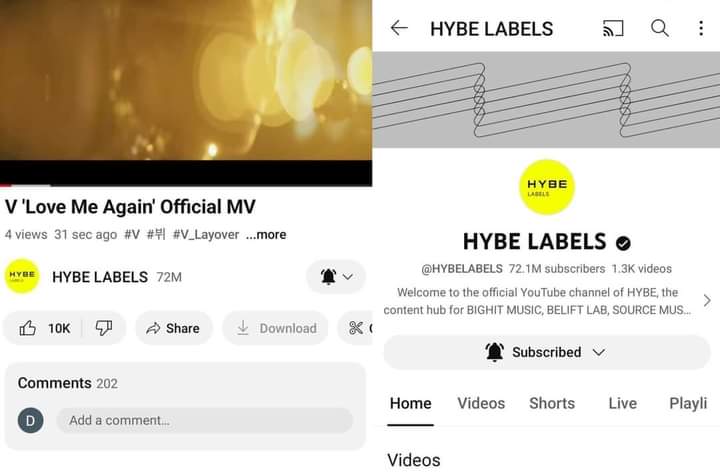 V 'Love Me Again' Official MV
4 views 31 sec ago #V #뷔 #V_Layover ...more
HYBE
LABELS
HYBE LABELS 72M
10K
Share
Download
Comments 202
D
Add a comment...
HYBE LABELS
HYBE
LABELS
HYBE LABELS
@HYBELABELS 72.1M subscribers 1.3K videos
Welcome to the official YouTube channel of HYBE, the
content hub for BIGHIT MUSIC, BELIFT LAB, SOURCE MUS...
Subscribed
Home Videos Shorts Live Playli
Videos